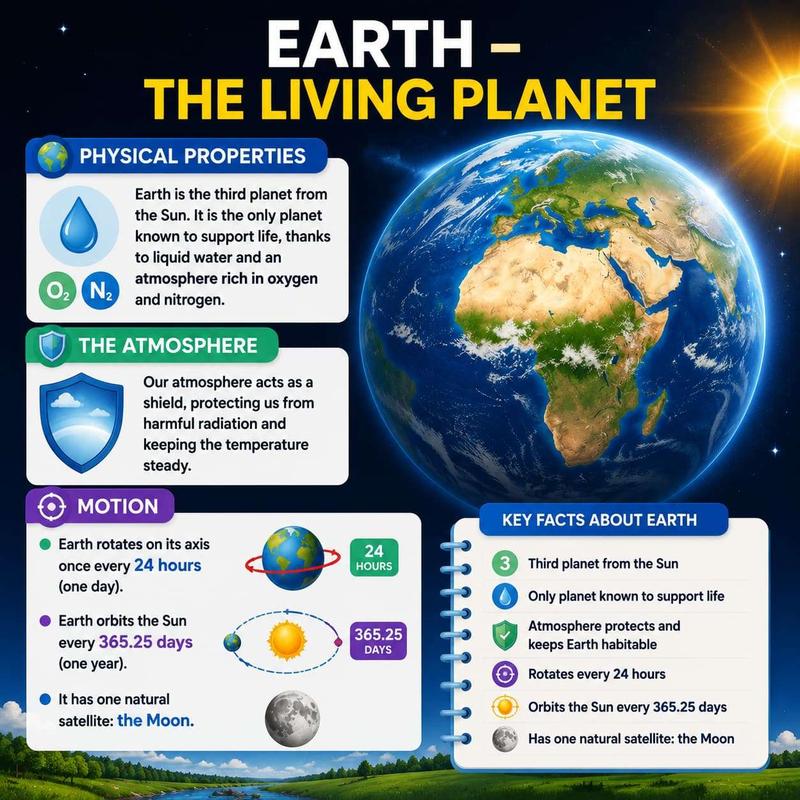 EARTH –
THE LIVING PLANET
PHYSICAL PROPERTIES
Earth is the third planet from
the Sun. It is the only planet
known to support life, thanks
to liquid water and an
atmosphere rich in oxygen
and nitrogen.
O₂ N₂
THE ATMOSPHERE
Our atmosphere acts as a
shield, protecting us from
harmful radiation and
keeping the temperature
steady.
MOTION
Earth rotates on its axis
once every 24 hours
(one day).
24
HOURS
Earth orbits the Sun
every 365.25 days
(one year).
365.25
DAYS
It has one natural
satellite: the Moon.
KEY FACTS ABOUT EARTH
3 Third planet from the Sun
Only planet known to support life
Atmosphere protects and
keeps Earth habitable
Rotates every 24 hours
Orbits the Sun every 365.25 days
Has one natural satellite: the Moon